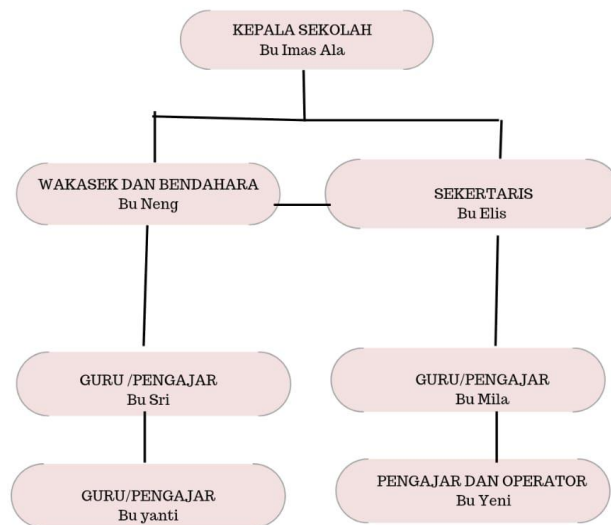 KEPALA SEKOLAH
Bu Imas Ala
WAKASEK DAN BENDAHARA
Bu Neng
SEKERTARIS
Bu Elis
GURU /PENGAJAR
Bu Sri
GURU/PENGAJAR
Bu Mila
GURU/PENGAJAR
Bu yanti
PENGAJAR DAN OPERATOR
Bu Yeni